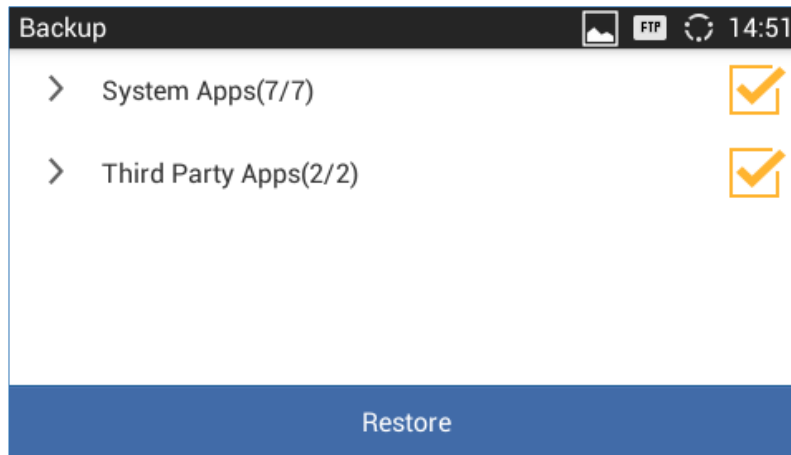 Backup FTP 14:51
System Apps(7/7)
Third Party Apps(2/2)
Restore